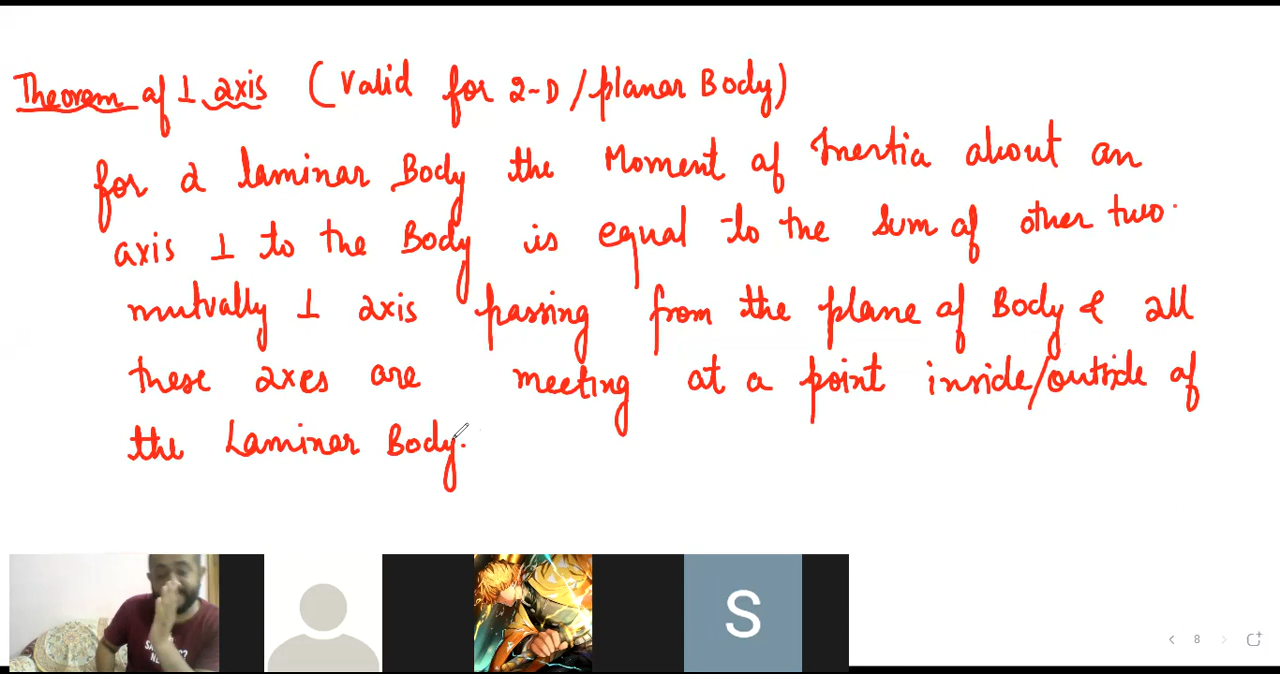 Theorem of ⊥ axis (Valid for 2-D/planar Body)
for a laminar Body the Moment of Inertia about an
axis ⊥ to the Body is equal to the sum of other two
mutually ⊥ axis passing from the plane of Body & all
these axes are meeting at a point inside/outside of
the Laminar Body.
S
8